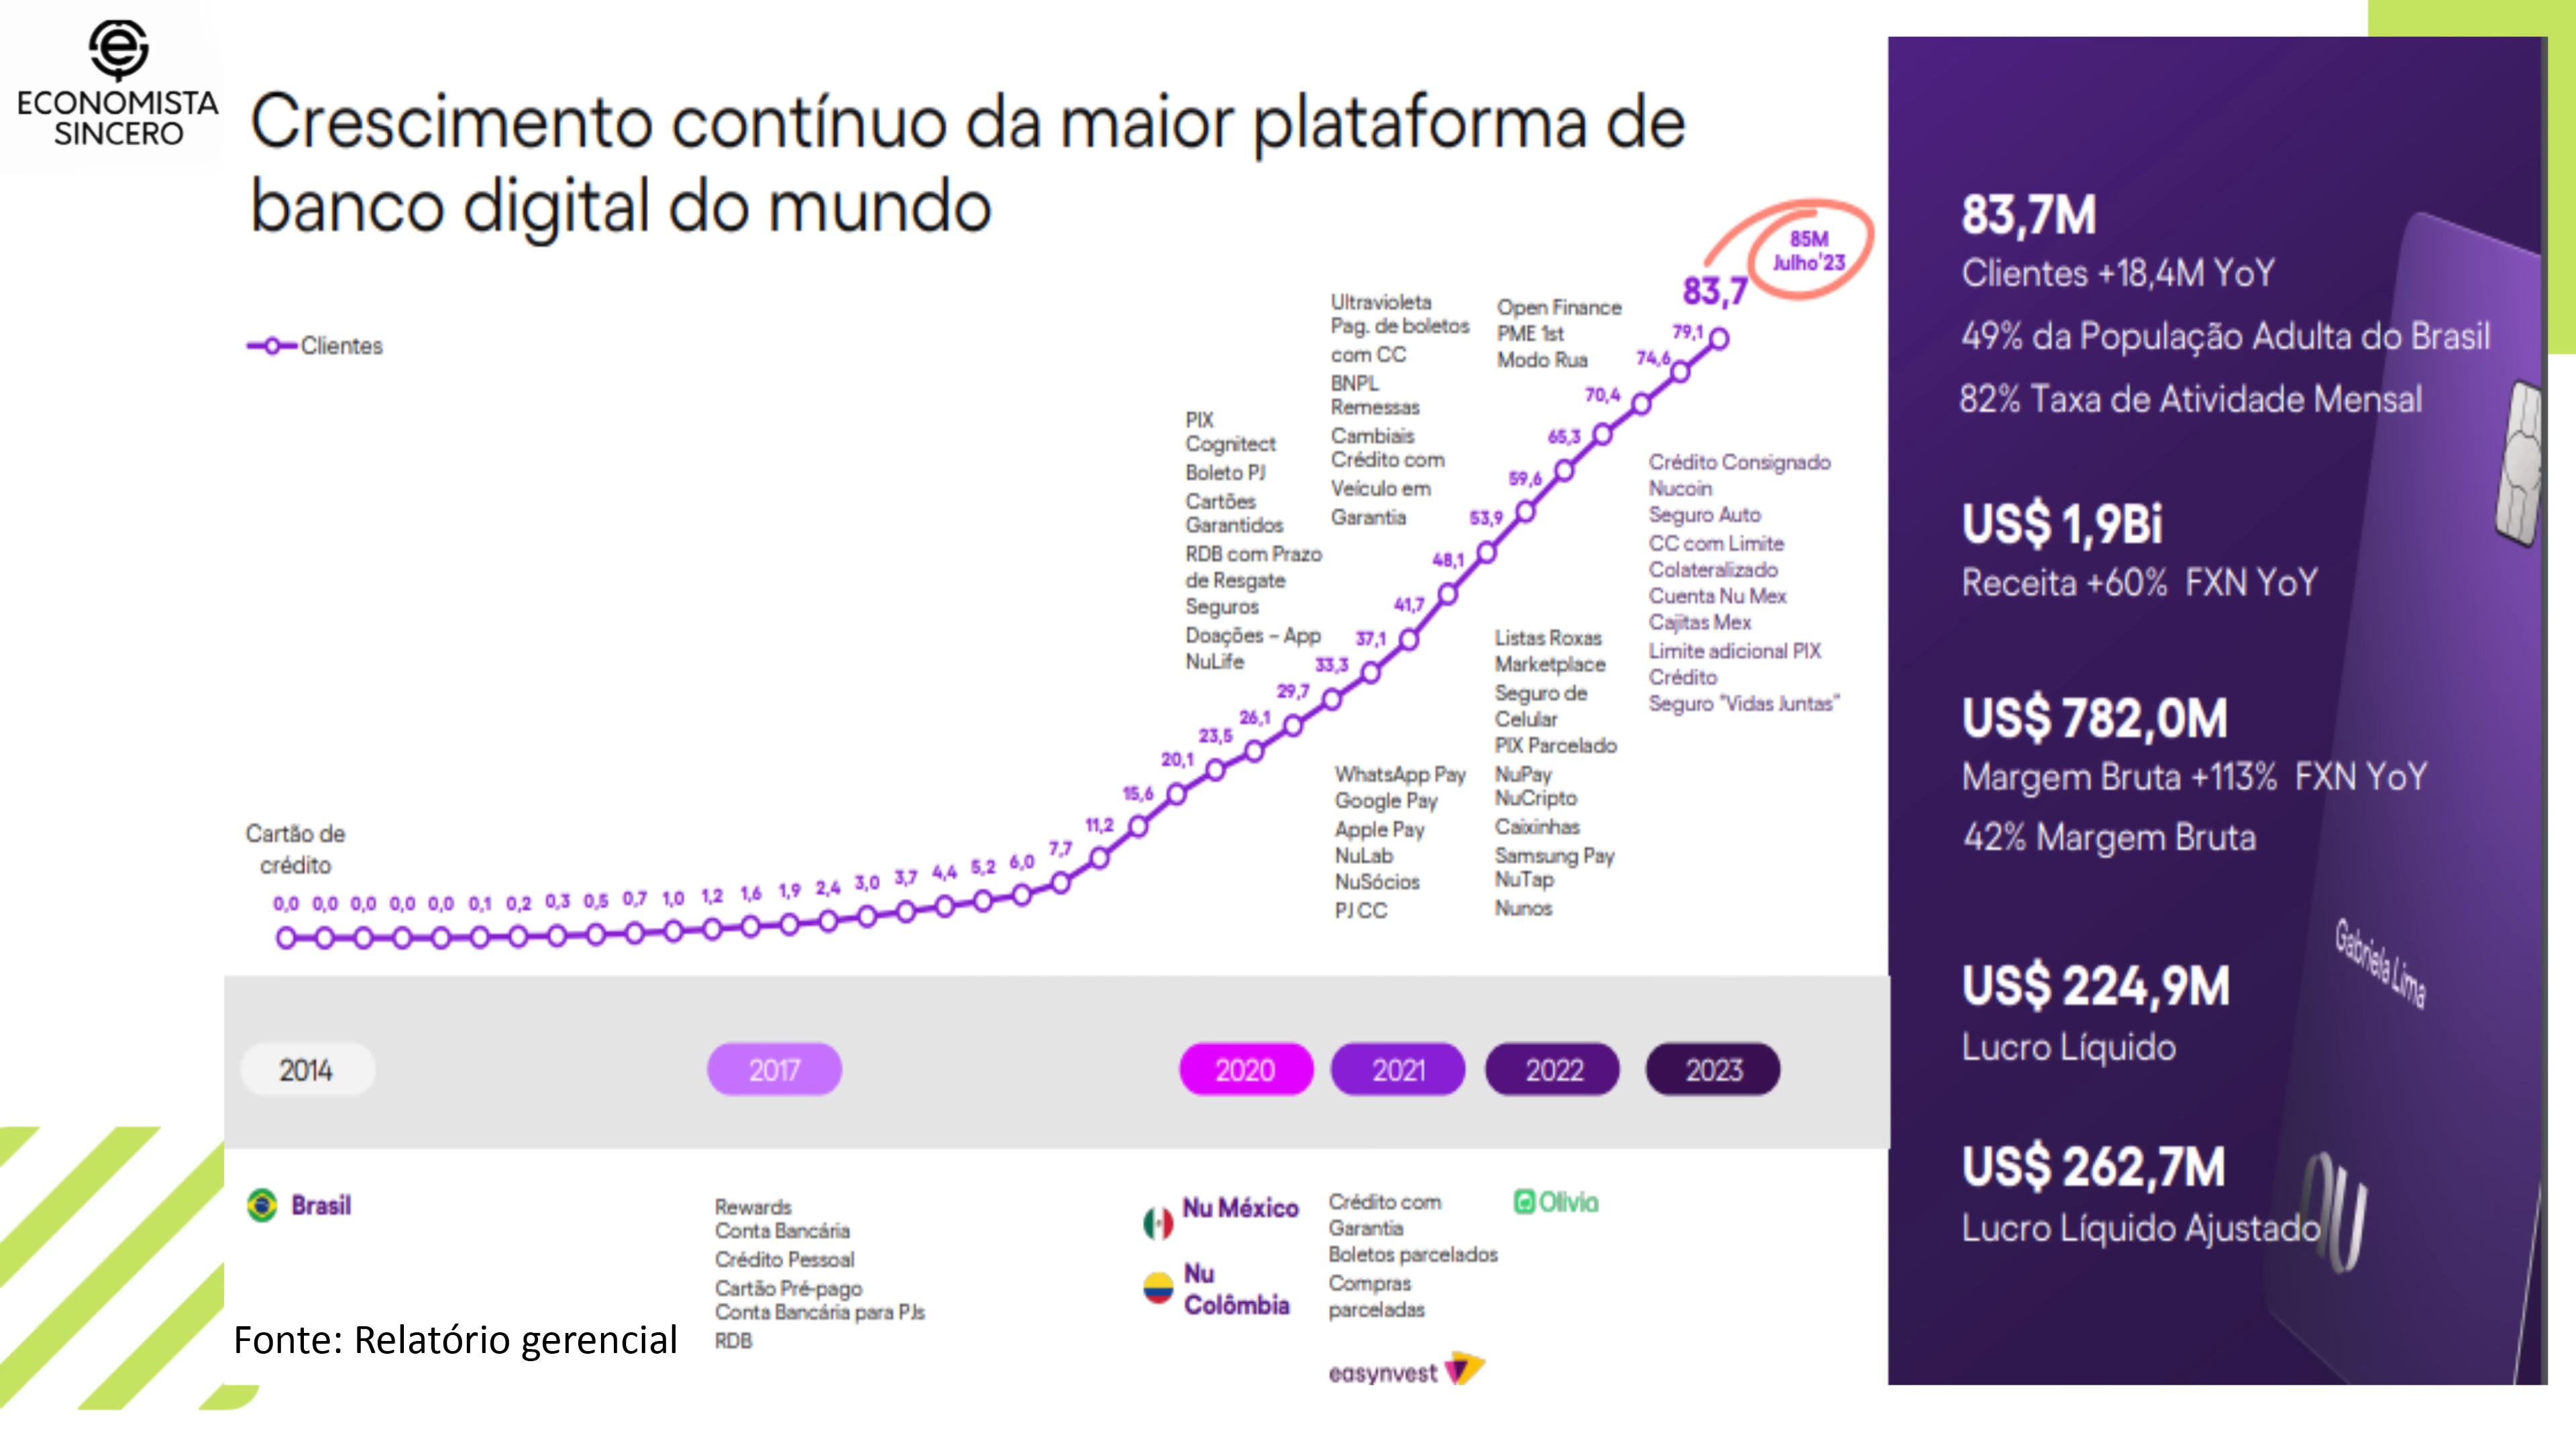 ECONOMISTA
SINCERO
Crescimento contínuo da maior plataforma de
banco digital do mundo
Clientes
85M
Julho'23
83,7
79,1
74,6
70,4
65,3
59,6
53,9
48,1
41,7
37,1
33,3
29,7
26,1
23,5
20,1
15,6
11,2
7,7
6,0
5,2
4,4
3,7
3,0
2,4
1,9
1,6
1,2
1,0
0,7
0,5
0,3
0,2
0,1
0,0
0,0
0,0
0,0
0,0
Cartão de
crédito
PIX
Cognitect
Boleto PJ
Cartões
Garantidos
RDB com Prazo
de Resgate
Seguros
Doações – App
NuLife
Ultravioleta
Pag. de boletos
com CC
BNPL
Remessas
Cambiais
Crédito com
Veículo em
Garantia
Open Finance
PME 1st
Modo Rua
WhatsApp Pay
Google Pay
Apple Pay
NuLab
NuSócios
PJ CC
Listas Roxas
Marketplace
Seguro de
Celular
PIX Parcelado
NuPay
NuCripto
Caixinhas
Samsung Pay
NuTap
Nunos
Crédito Consignado
Nucoin
Seguro Auto
CC com Limite
Colateralizado
Cuenta Nu Mex
Cajitas Mex
Limite adicional PIX
Crédito
Seguro "Vidas Juntas"
2014
2017
2020
2021
2022
2023
Brasil
Rewards
Conta Bancária
Crédito Pessoal
Cartão Pré-pago
Conta Bancária para PJs
RDB
Nu México
Nu
Colômbia
Crédito com
Garantia
Boletos parcelados
Compras
parceladas
easynvest
Olivia
Fonte: Relatório gerencial
83,7M
Clientes +18,4M YoY
49% da População Adulta do Brasil
82% Taxa de Atividade Mensal
US$ 1,9Bi
Receita +60% FXN YoY
US$ 782,0M
Margem Bruta +113% FXN YoY
42% Margem Bruta
US$ 224,9M
Lucro Líquido
US$ 262,7M
Lucro Líquido Ajustado
Gabriela Lima
nu